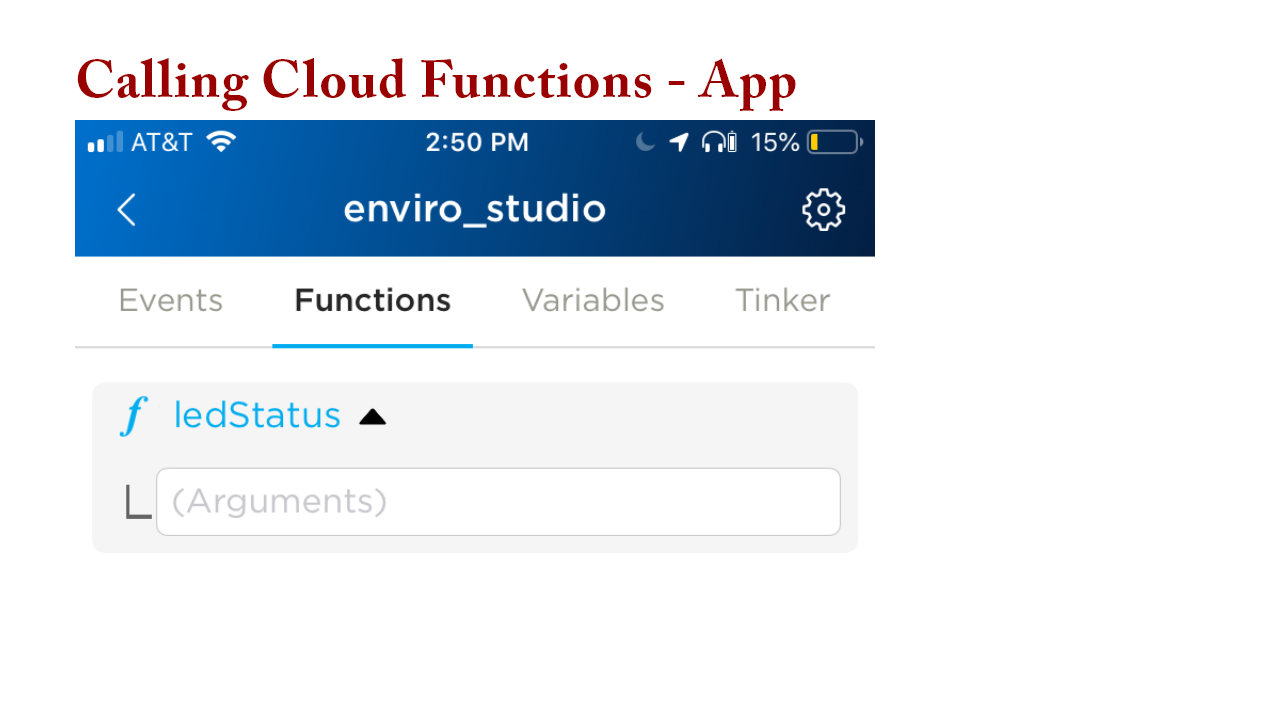 Calling Cloud Functions - App
AT&T 2:50 PM 15%
enviro_studio
Events Functions Variables Tinker
f ledStatus
(Arguments)